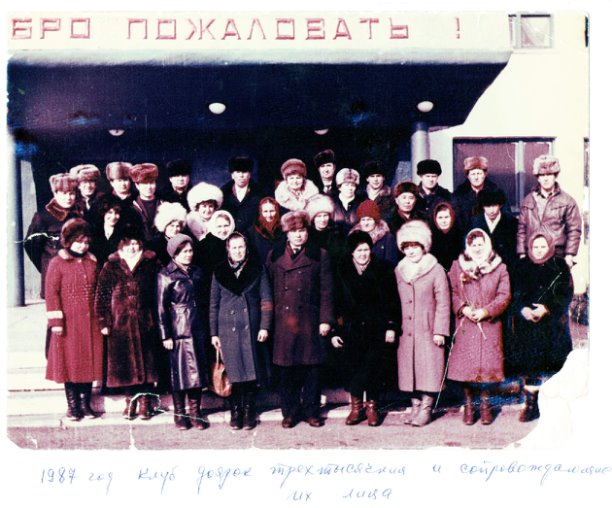 БРО ПОЖАЛОВАТЬ !
1987 год клуб доярок трехтысячниц и сопровождающие
их лица